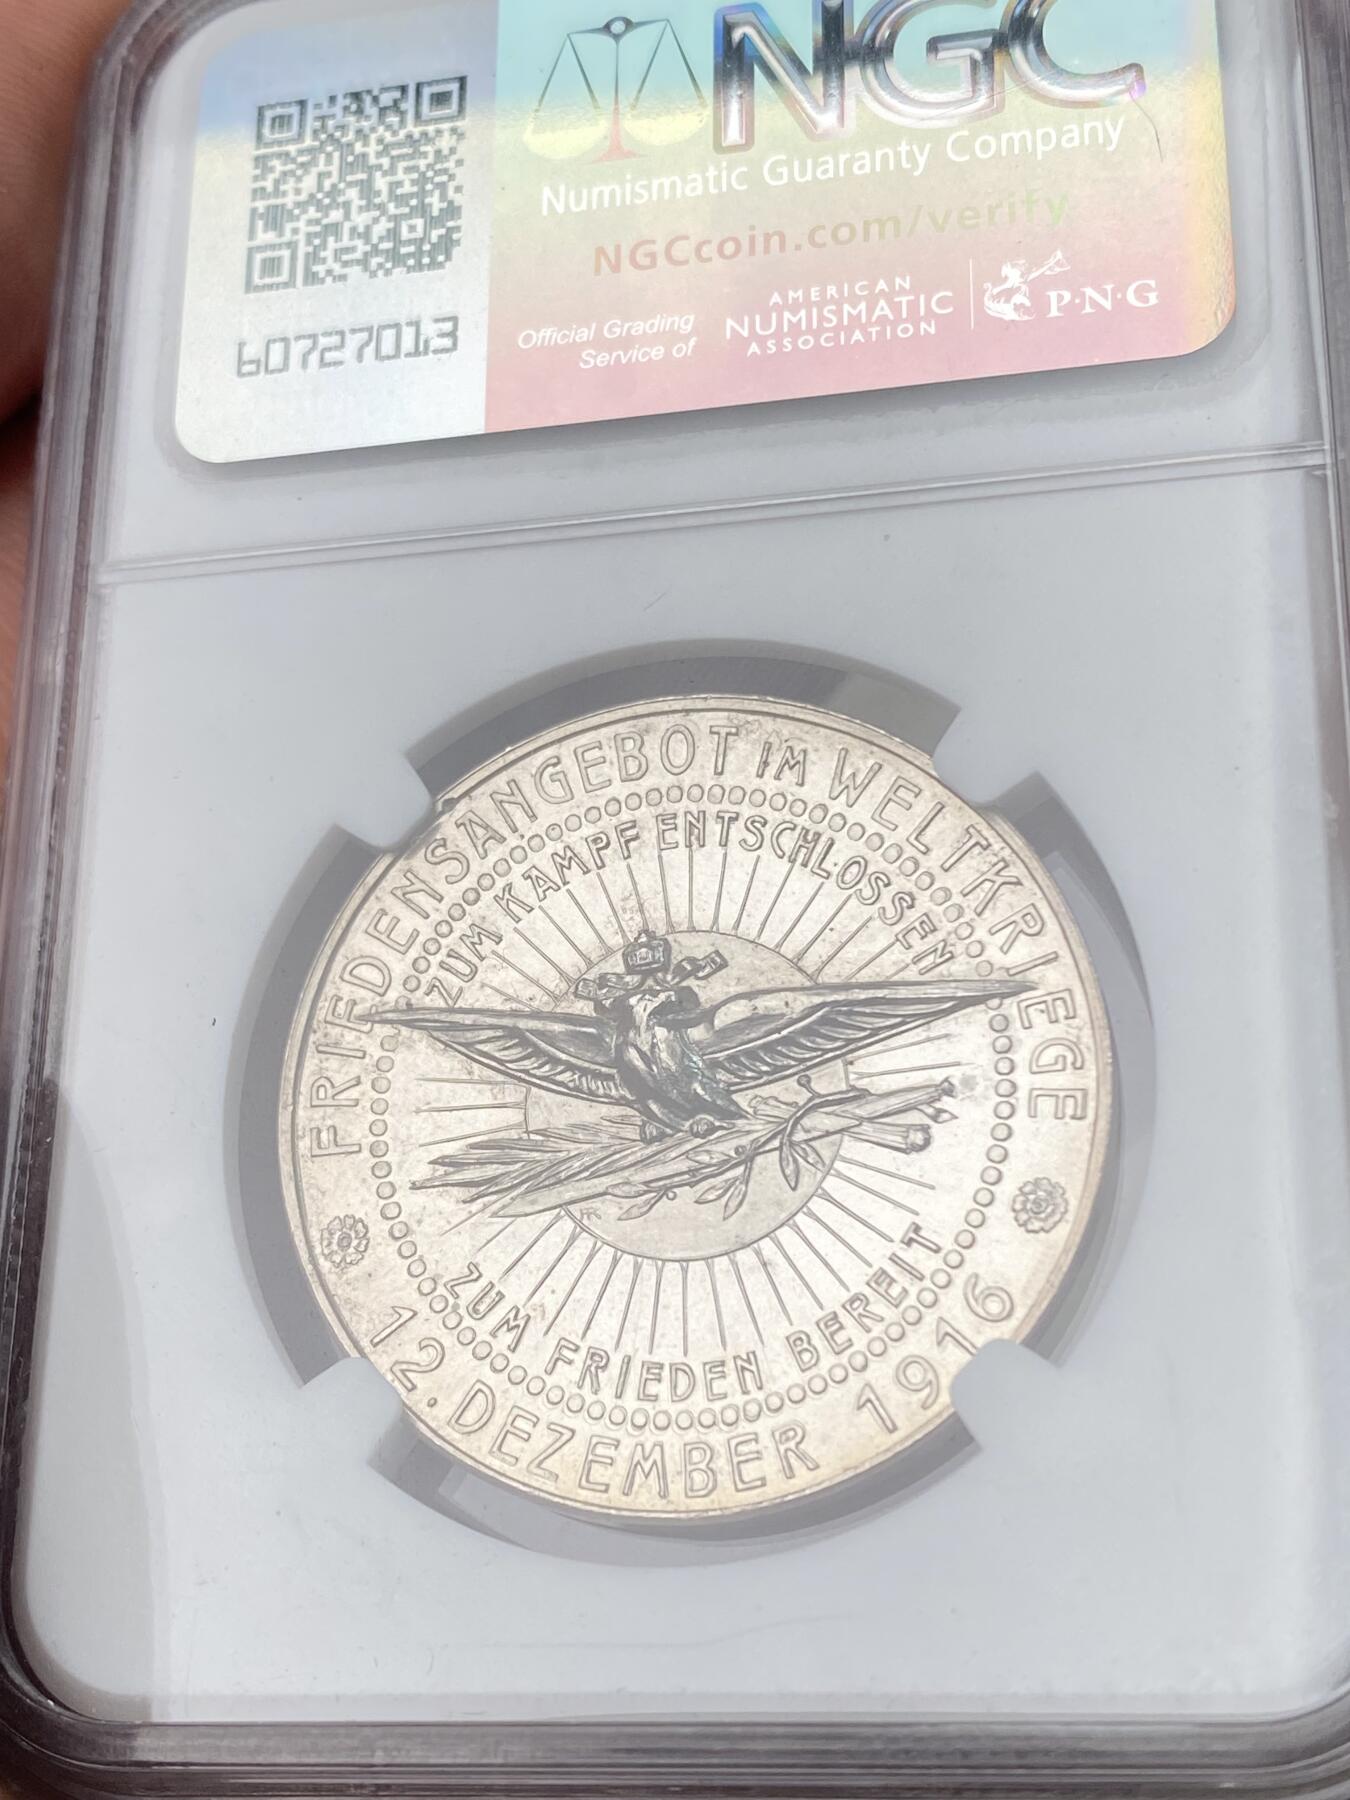 NGC
Numismatic Guaranty Company
NGCcoin.com/verify
Official Grading
Service of
AMERICAN
NUMISMATIC
ASSOCIATION
P·N·G
60727013
FRIEDENSANGEBOT IM WELTKRIEGE
ZUM KAMPF ENTSCHLOSSEN
ZUM FRIEDEN BEREIT
12. DEZEMBER 1916